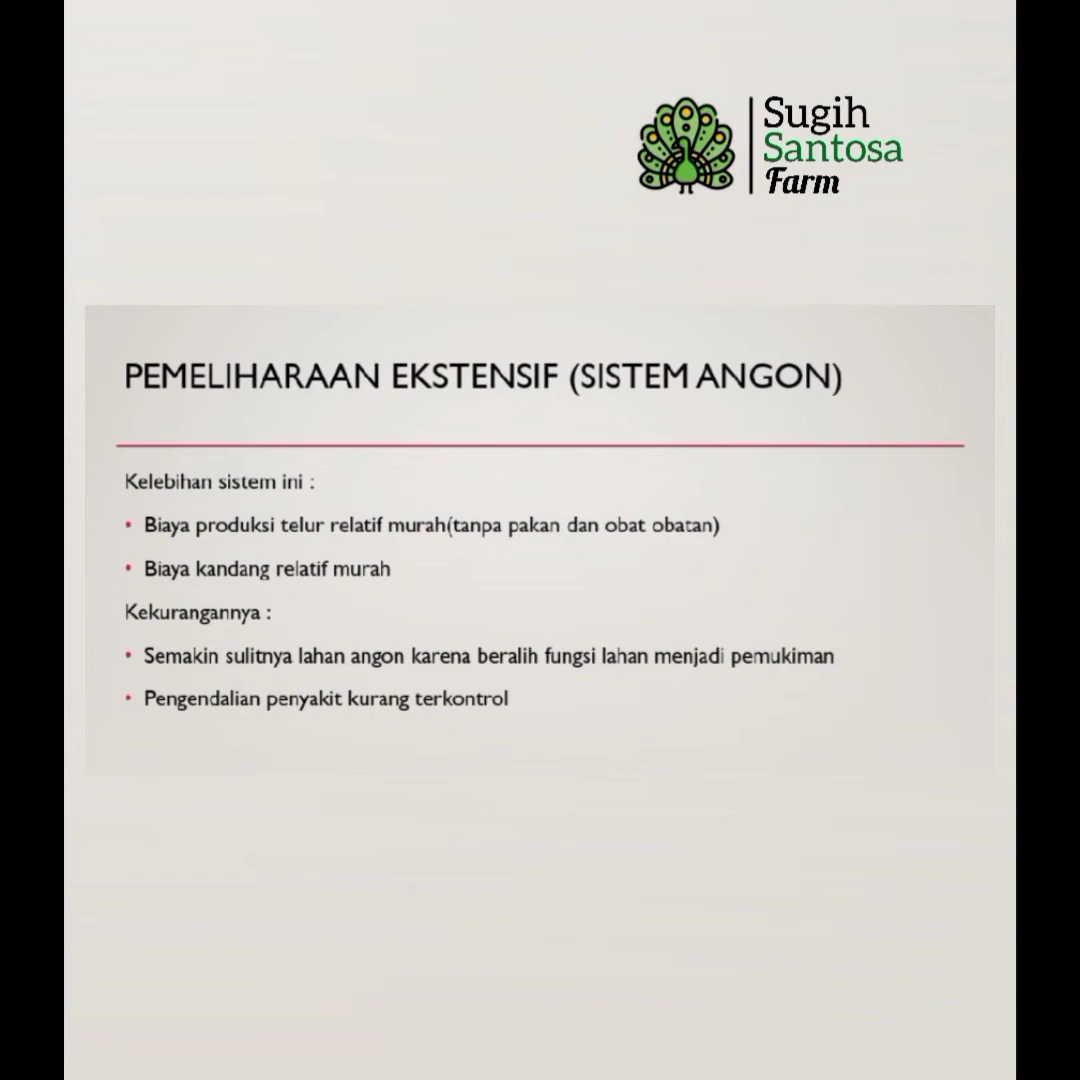 Sugih
Santosa
Farm
PEMELIHARAAN EKSTENSIF (SISTEM ANGON)
Kelebihan sistem ini :
• Biaya produksi telur relatif murah(tanpa pakan dan obat obatan)
• Biaya kandang relatif murah
Kekurangannya :
• Semakin sulitnya lahan angon karena beralih fungsi lahan menjadi pemukiman
• Pengendalian penyakit kurang terkontrol